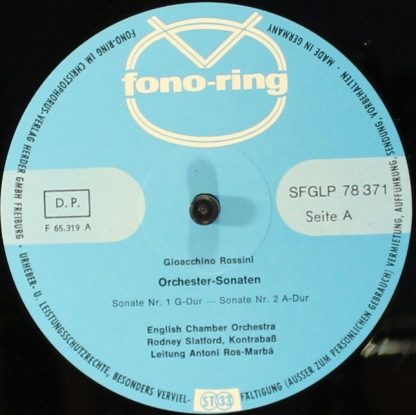 fono-ring
FONO-RING IM CHRISTOPHORUS-VERLAG HERDER GMBH FREIBURG · URHEBER- U. LEISTUNGSSCHUTZRECHTE, BESONDERS VERVIEL-
FÄLTIGUNG (AUSSER ZUM PERSÖNLICHEN GEBRAUCH) VERMIETUNG, AUFFÜHRUNG, SENDUNG, VORBEHALTEN · MADE IN GERMANY
D. P.
F 65.319 A
SFGLP 78 371
Seite A
Gioacchino Rossini
Orchester-Sonaten
Sonate Nr. 1 G-Dur — Sonate Nr. 2 A-Dur
English Chamber Orchestra
Rodney Slatford, Kontrabaß
Leitung Antoni Ros-Marbá
ST 33